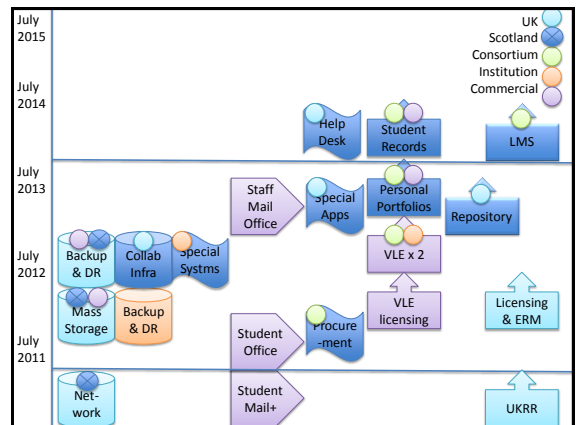 July
2015
UK
Scotland
Consortium
Institution
Commercial
July
2014
Help
Desk
Student
Records
LMS
July
2013
Staff
Mail
Office
Special
Apps
Personal
Portfolios
Repository
July
2012
Backup
& DR
Collab
Infra
Special
Systms
VLE x 2
Mass
Storage
Backup
& DR
VLE
licensing
Licensing
& ERM
Student
Office
Procure
-ment
July
2011
Net-
work
Student
Mail+
UKRR